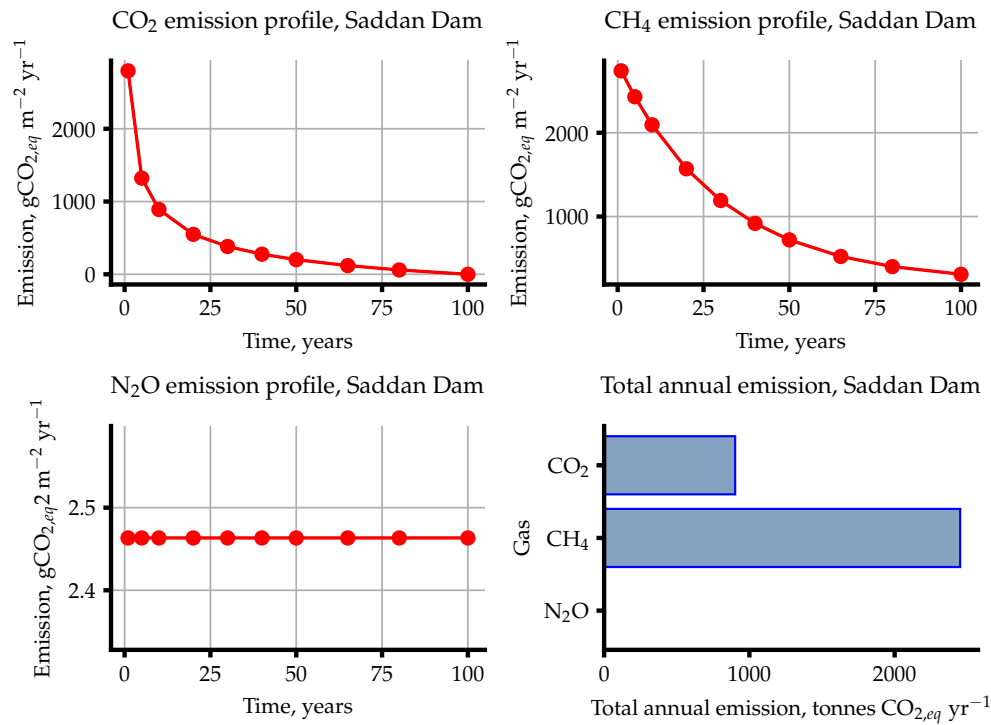 CO₂ emission profile, Saddan Dam
Emission, gCO₂,eq m⁻² yr⁻¹
2000
1000
0
0 25 50 75 100
Time, years
CH₄ emission profile, Saddan Dam
Emission, gCO₂,eq m⁻² yr⁻¹
2000
1000
0 25 50 75 100
Time, years
N₂O emission profile, Saddan Dam
Emission, gCO₂,eq2 m⁻² yr⁻¹
2.5
2.4
0 25 50 75 100
Time, years
Total annual emission, Saddan Dam
Gas
CO₂
CH₄
N₂O
0 1000 2000
Total annual emission, tonnes CO₂,eq yr⁻¹